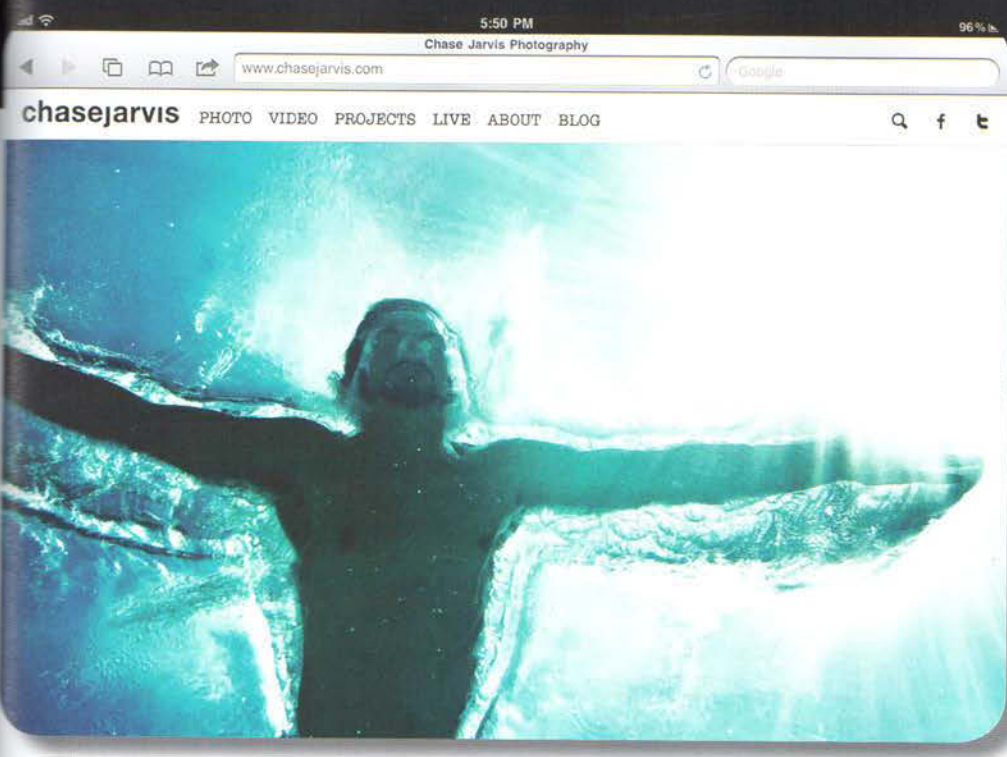 5:50 PM
96%
Chase Jarvis Photography
www.chasejarvis.com
Google
chasejarvis PHOTO VIDEO PROJECTS LIVE ABOUT BLOG